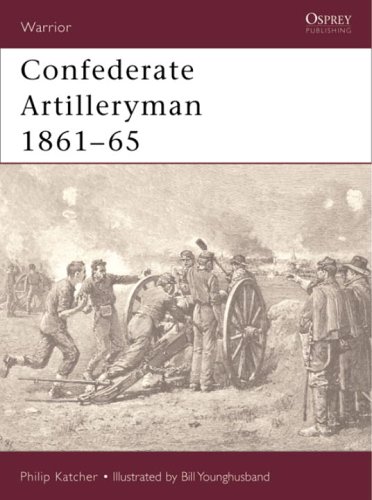 Warrior
OSPREY
PUBLISHING
Confederate
Artilleryman
1861–65
Philip Katcher • Illustrated by Bill Younghusband